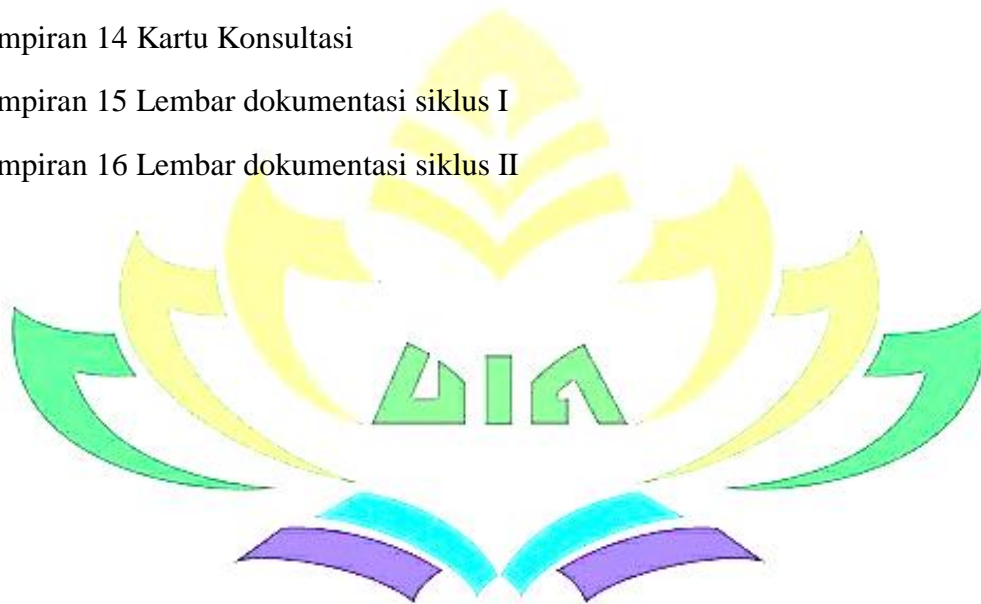 mpiran 14 Kartu Konsultasi
mpiran 15 Lembar dokumentasi siklus I
mpiran 16 Lembar dokumentasi siklus II
UIN